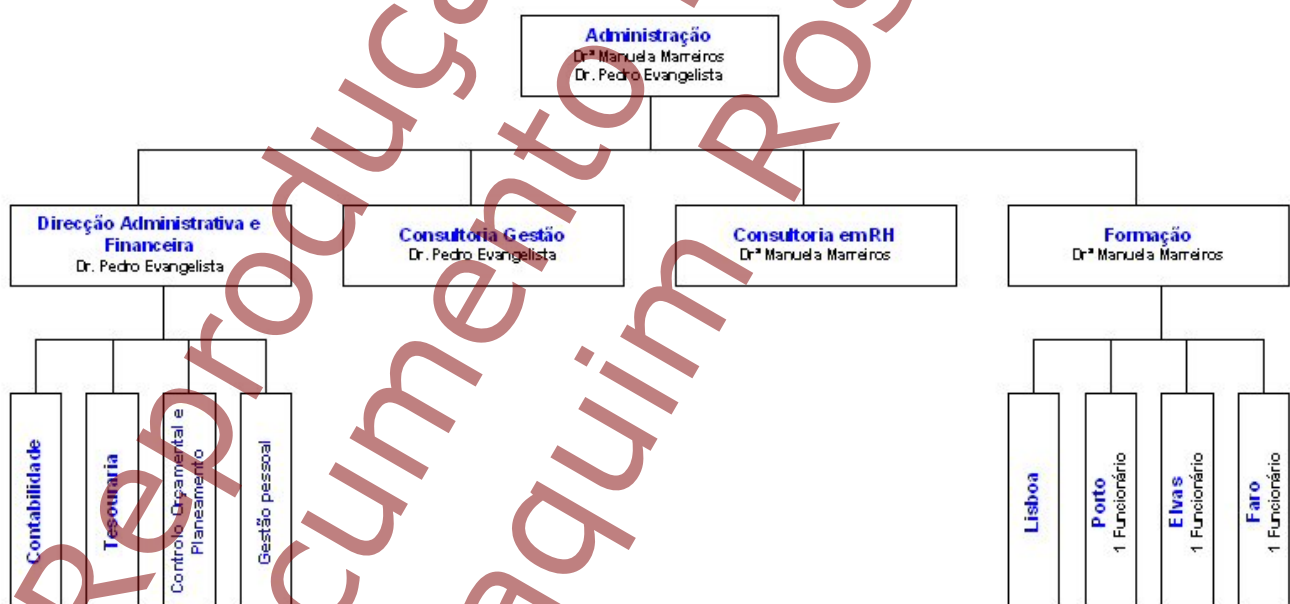 Administração
Drª Manuela Marreiros
Dr. Pedro Evangelista
Direcção Administrativa e
Financeira
Dr. Pedro Evangelista
Consultoria Gestão
Dr. Pedro Evangelista
Consultoria em RH
Drª Manuela Marreiros
Formação
Drª Manuela Marreiros
Contabilidade
Tesouraria
Controlo Orçamental e
Planeamento
Gestão pessoal
Lisboa
Porto
1 Funcionário
Elvas
1 Funcionário
Faro
1 Funcionário